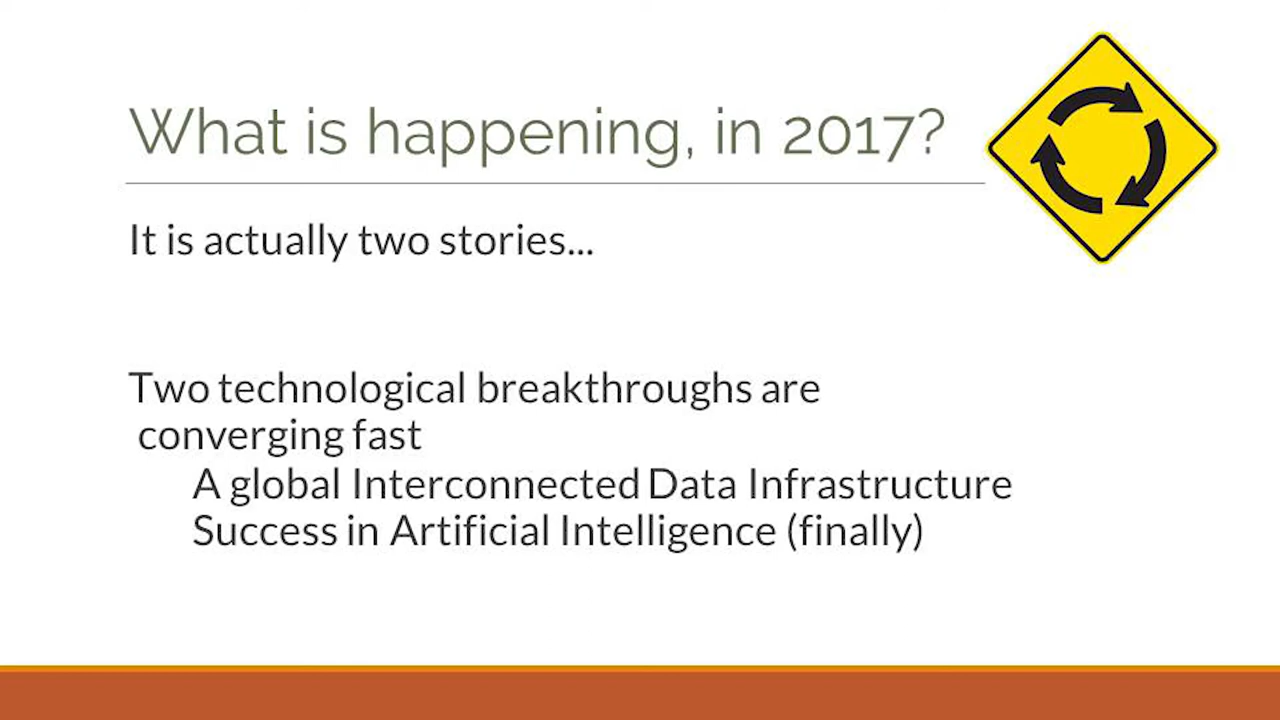 What is happening, in 2017?
It is actually two stories...
Two technological breakthroughs are
converging fast
A global Interconnected Data Infrastructure
Success in Artificial Intelligence (finally)